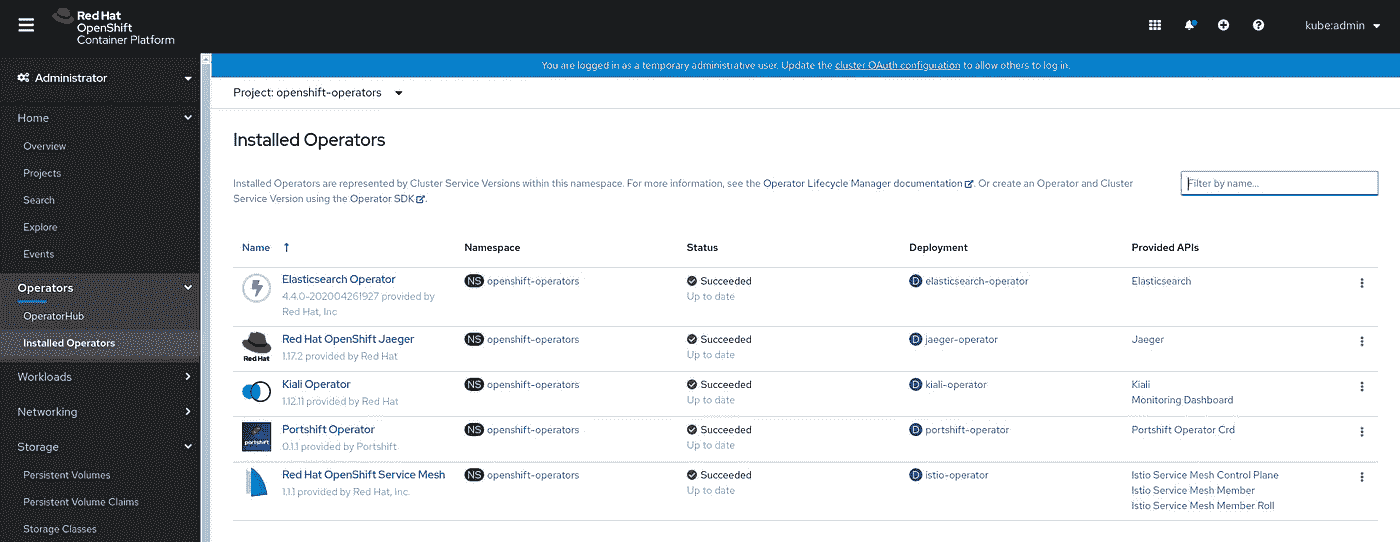 Red Hat
OpenShift
Container Platform
kube:admin
Administrator
Home
Overview
Projects
Search
Explore
Events
Operators
OperatorHub
Installed Operators
Workloads
Networking
Storage
Persistent Volumes
Persistent Volume Claims
Storage Classes
You are logged in as a temporary administrative user. Update the cluster OAuth configuration to allow others to log in.
Project: openshift-operators
Installed Operators
Installed Operators are represented by Cluster Service Versions within this namespace. For more information, see the Operator Lifecycle Manager documentation. Or create an Operator and Cluster
Service Version using the Operator SDK.
Filter by name...
Name Namespace Status Deployment Provided APIs
Elasticsearch Operator NS openshift-operators Succeeded D elasticsearch-operator Elasticsearch
4.4.0-202004261927 provided by Up to date
Red Hat, Inc
Red Hat OpenShift Jaeger NS openshift-operators Succeeded D jaeger-operator Jaeger
Red Hat 1.17.2 provided by Red Hat Up to date
Kiali Operator NS openshift-operators Succeeded D kiali-operator Kiali
1.12.11 provided by Red Hat Up to date Monitoring Dashboard
Portshift Operator NS openshift-operators Succeeded D portshift-operator Portshift Operator Crd
portshift 0.1.1 provided by Portshift Up to date
Red Hat OpenShift Service Mesh NS openshift-operators Succeeded D istio-operator Istio Service Mesh Control Plane
1.1.1 provided by Red Hat, Inc. Up to date Istio Service Mesh Member
Istio Service Mesh Member Roll